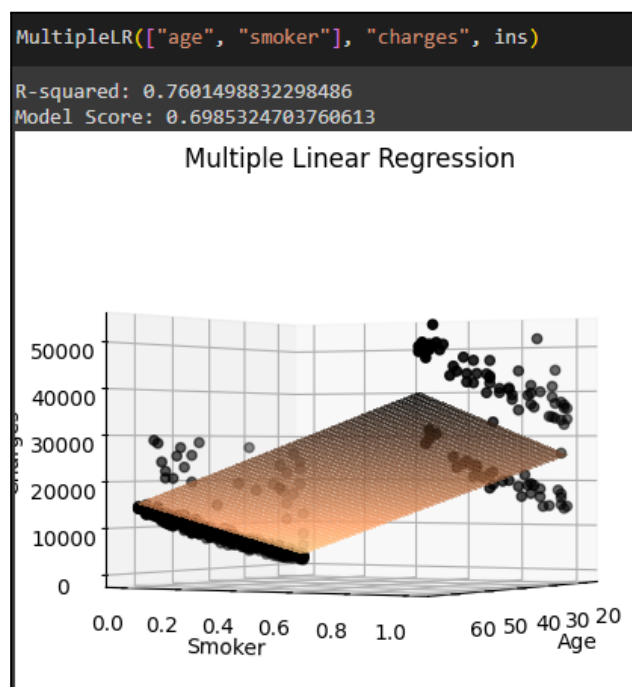 MultipleLR(["age", "smoker"], "charges", ins)
R-squared: 0.7601498832298486
Model Score: 0.6985324703760613
Multiple Linear Regression
50000
40000
30000
20000
10000
0
0.0 0.2 0.4 0.6 0.8 1.0
Smoker
60 50 40 30 20
Age